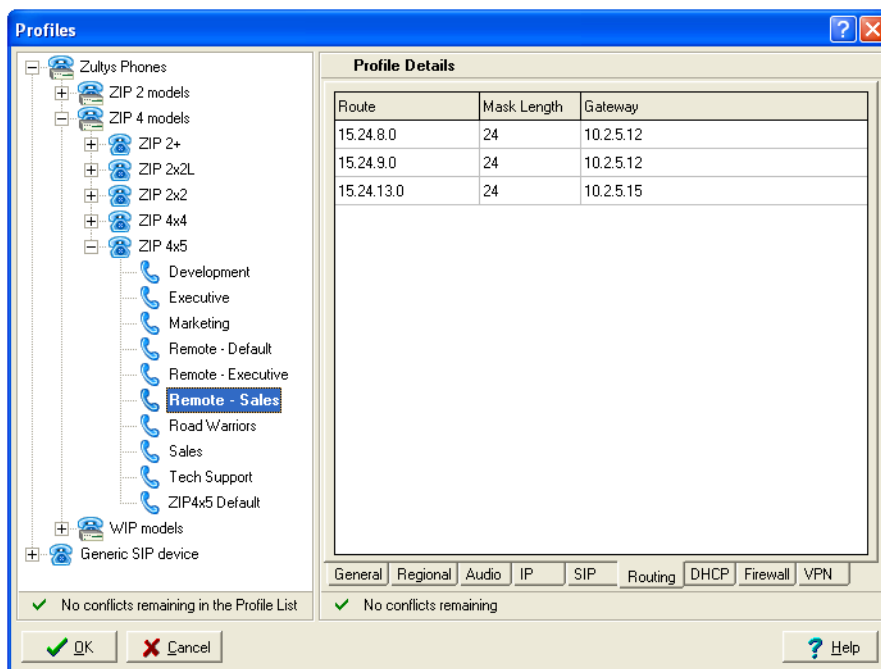 Profiles
Zultys Phones
ZIP 2 models
ZIP 4 models
ZIP 2+
ZIP 2x2L
ZIP 2x2
ZIP 4x4
ZIP 4x5
Development
Executive
Marketing
Remote - Default
Remote - Executive
Remote - Sales
Road Warriors
Sales
Tech Support
ZIP4x5 Default
WIP models
Generic SIP device
No conflicts remaining in the Profile List
Profile Details
Route Mask Length Gateway
15.24.8.0 24 10.2.5.12
15.24.9.0 24 10.2.5.12
15.24.13.0 24 10.2.5.15
General Regional Audio IP SIP Routing DHCP Firewall VPN
No conflicts remaining
OK Cancel ? Help